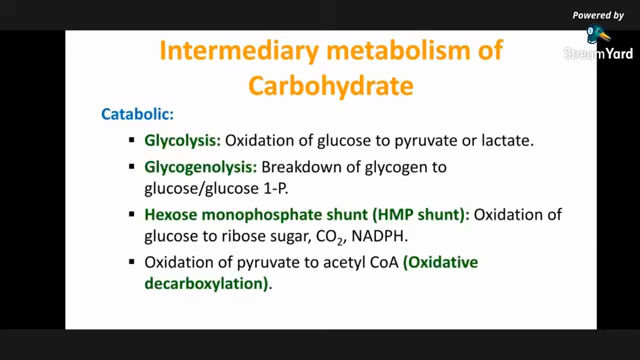 Powered by
StreamYard
Intermediary metabolism of
Carbohydrate
Catabolic:
▪ Glycolysis: Oxidation of glucose to pyruvate or lactate.
▪ Glycogenolysis: Breakdown of glycogen to
glucose/glucose 1-P.
▪ Hexose monophosphate shunt (HMP shunt): Oxidation of
glucose to ribose sugar, CO₂, NADPH.
▪ Oxidation of pyruvate to acetyl CoA (Oxidative
decarboxylation).